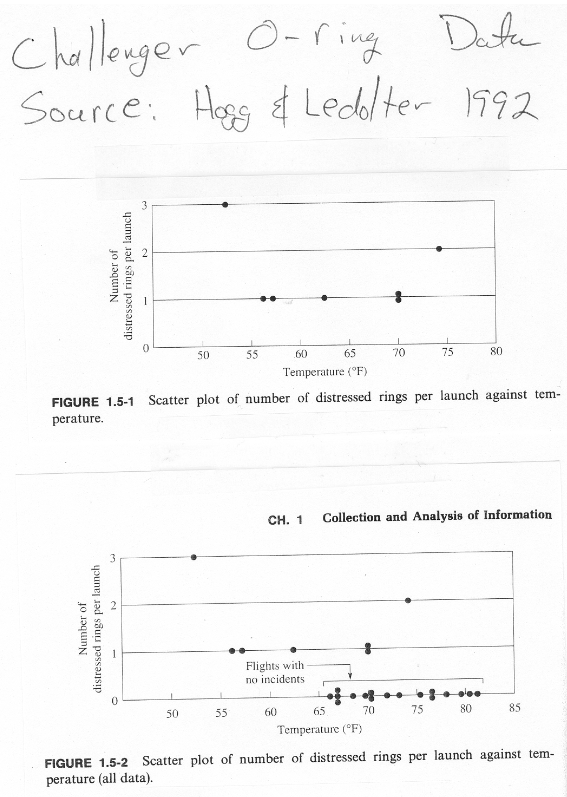 Challenger O-ring Data
Source: Hogg & Ledolter 1992
3
2
1
0
Number of
distressed rings per launch
50 55 60 65 70 75 80
Temperature (°F)
FIGURE 1.5-1 Scatter plot of number of distressed rings per launch against tem-
perature.
CH. 1 Collection and Analysis of Information
3
2
1
0
Number of
distressed rings per launch
Flights with
no incidents
50 55 60 65 70 75 80 85
Temperature (°F)
FIGURE 1.5-2 Scatter plot of number of distressed rings per launch against tem-
perature (all data).